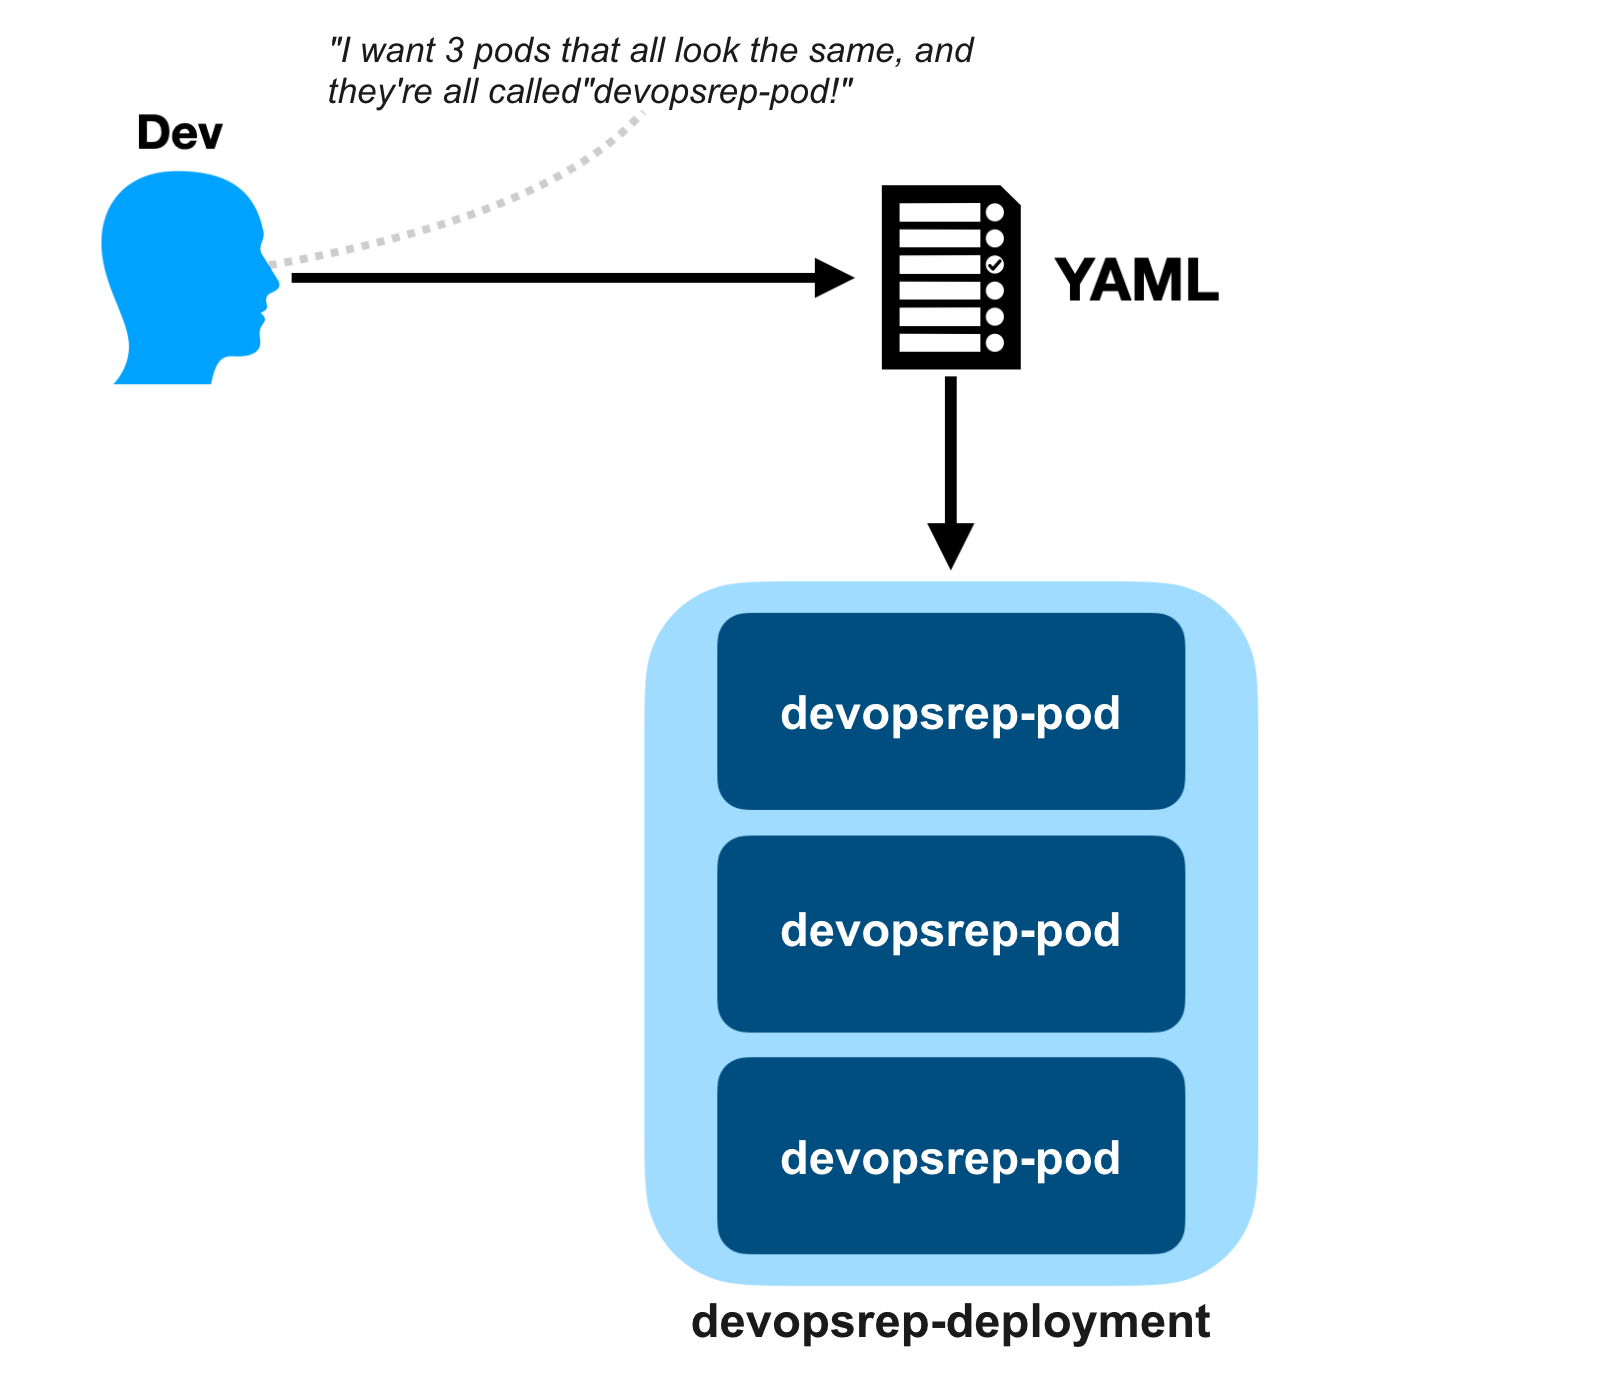 "I want 3 pods that all look the same, and
they're all called"devopsrep-pod!"
Dev
YAML
devopsrep-pod
devopsrep-pod
devopsrep-pod
devopsrep-deployment